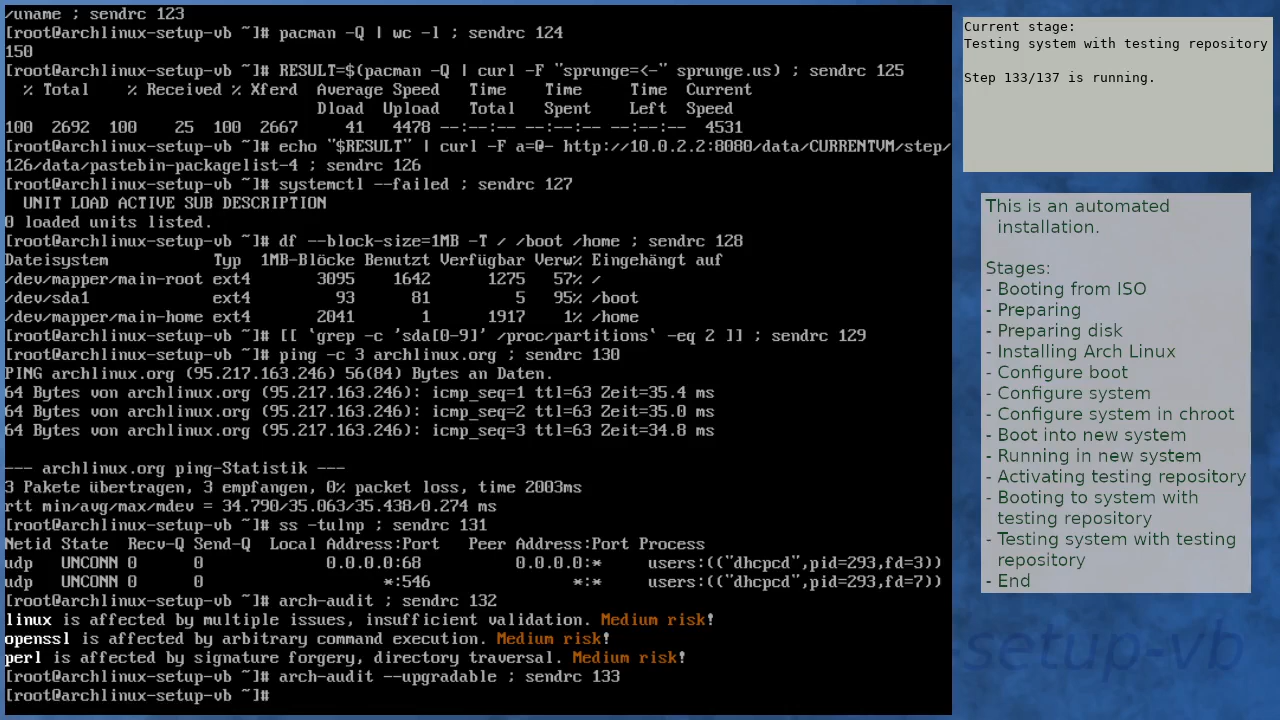 /uname ; sendrc 123
[root@archlinux-setup-vb ~]# pacman -Q | wc -l ; sendrc 124
150
[root@archlinux-setup-vb ~]# RESULT=$(pacman -Q | curl -F "sprunge=<-" sprunge.us) ; sendrc 125
  % Total    % Received % Xferd  Average Speed   Time    Time     Time  Current
                                 Dload  Upload   Total   Spent    Left  Speed
100  2692  100    25  100  2667     41   4478 --:--:-- --:--:-- --:--:--  4531
[root@archlinux-setup-vb ~]# echo "$RESULT" | curl -F a=@- http://10.0.2.2:8080/data/CURRENTVM/step/
126/data/pastebin-packagelist-4 ; sendrc 126
[root@archlinux-setup-vb ~]# systemctl --failed ; sendrc 127
  UNIT LOAD ACTIVE SUB DESCRIPTION
0 loaded units listed.
[root@archlinux-setup-vb ~]# df --block-size=1MB -T / /boot /home ; sendrc 128
Dateisystem           Typ  1MB-Blöcke Benutzt Verfügbar Verw% Eingehängt auf
/dev/mapper/main-root ext4       3095    1642      1275   57% /
/dev/sda1             ext4         93      81         5   95% /boot
/dev/mapper/main-home ext4       2041       1      1917    1% /home
[root@archlinux-setup-vb ~]# [[ `grep -c 'sda[0-9]' /proc/partitions` -eq 2 ]] ; sendrc 129
[root@archlinux-setup-vb ~]# ping -c 3 archlinux.org ; sendrc 130
PING archlinux.org (95.217.163.246) 56(84) Bytes an Daten.
64 Bytes von archlinux.org (95.217.163.246): icmp_seq=1 ttl=63 Zeit=35.4 ms
64 Bytes von archlinux.org (95.217.163.246): icmp_seq=2 ttl=63 Zeit=35.0 ms
64 Bytes von archlinux.org (95.217.163.246): icmp_seq=3 ttl=63 Zeit=34.8 ms
--- archlinux.org ping-Statistik ---
3 Pakete übertragen, 3 empfangen, 0% packet loss, time 2003ms
rtt min/avg/max/mdev = 34.790/35.063/35.438/0.274 ms
[root@archlinux-setup-vb ~]# ss -tulnp ; sendrc 131
Netid State  Recv-Q Send-Q  Local Address:Port   Peer Address:Port Process
udp   UNCONN 0      0             0.0.0.0:68          0.0.0.0:*     users:(("dhcpcd",pid=293,fd=3))
udp   UNCONN 0      0                   *:546               *:*     users:(("dhcpcd",pid=293,fd=7))
[root@archlinux-setup-vb ~]# arch-audit ; sendrc 132
linux is affected by multiple issues, insufficient validation. Medium risk!
openssl is affected by arbitrary command execution. Medium risk!
perl is affected by signature forgery, directory traversal. Medium risk!
[root@archlinux-setup-vb ~]# arch-audit --upgradable ; sendrc 133
[root@archlinux-setup-vb ~]#
Current stage:
Testing system with testing repository
Step 133/137 is running.
This is an automated
installation.
Stages:
- Booting from ISO
- Preparing
- Preparing disk
- Installing Arch Linux
- Configure boot
- Configure system
- Configure system in chroot
- Boot into new system
- Running in new system
- Activating testing repository
- Booting to system with
testing repository
- Testing system with testing
repository
- End
-setup-vb